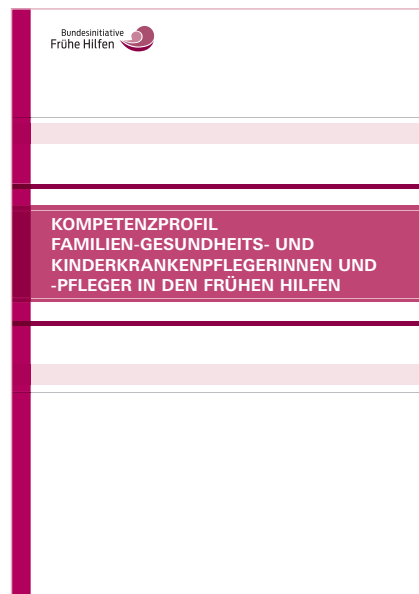 Bundesinitiative
Frühe Hilfen
KOMPETENZPROFIL
FAMILIEN-GESUNDHEITS- UND
KINDERKRANKENPFLEGERINNEN UND
-PFLEGER IN DEN FRÜHEN HILFEN